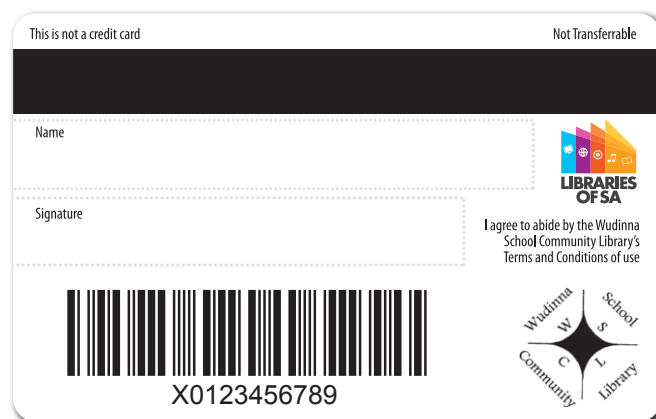 This is not a credit card
Not Transferrable
Name
LIBRARIES
OF SA
Signature
I agree to abide by the Wudinna
School Community Library's
Terms and Conditions of use
Wudinna School
W S
C L
Community Library
X0123456789